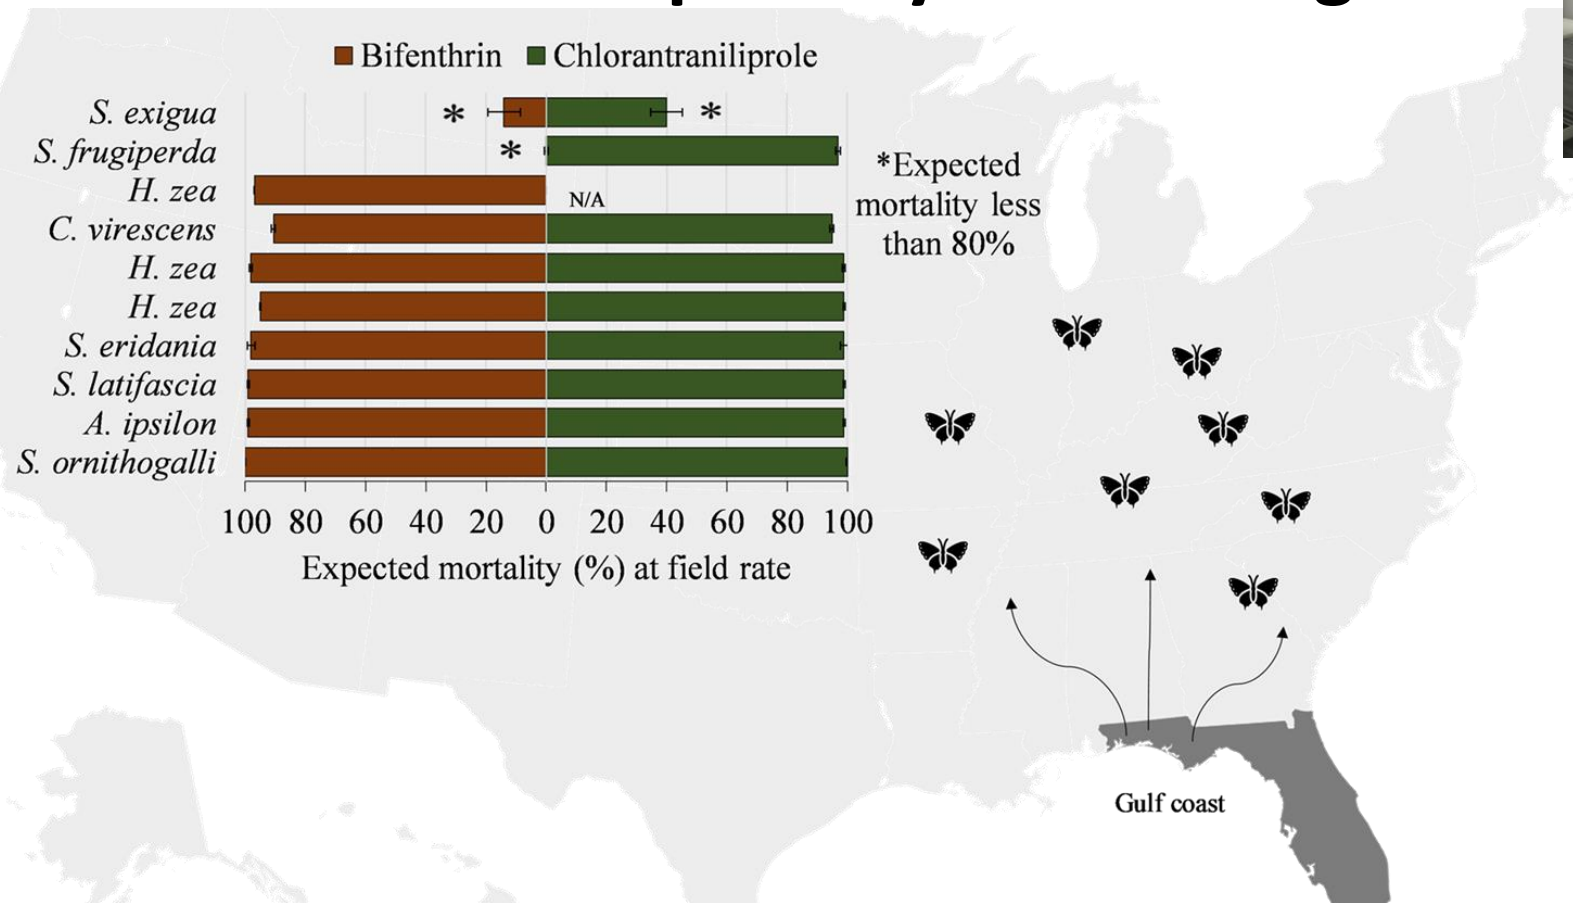 Bifenthrin Chlorantraniliprole
S. exigua * *
S. frugiperda *
H. zea N/A
C. virescens
H. zea
H. zea
S. eridania
S. latifascia
A. ipsilon
S. ornithogalli
100 80 60 40 20 0 20 40 60 80 100
Expected mortality (%) at field rate
*Expected
mortality less
than 80%
Gulf coast